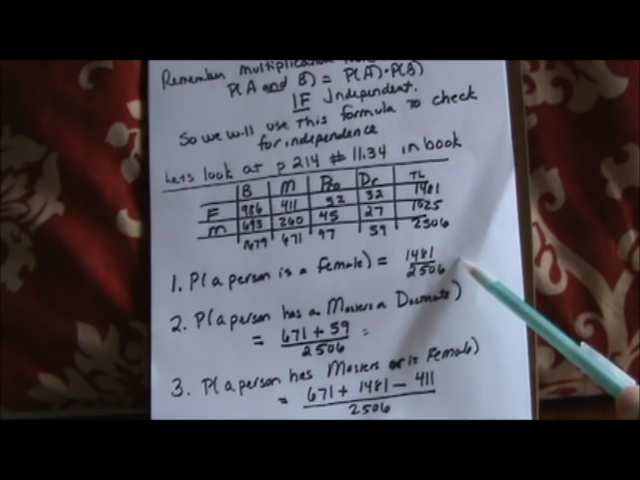 Remember multiplication
P(A and B) = P(A)·P(B)
IF Independent.
So we will use this formula to check
for independence
Lets look at p 214 # 11.34 in book
B M Pro Dr TL
F 986 411 52 32 1481
M 693 260 45 27 1025
1679 671 97 59 2506
1. P(a person is a female) = 1481
2506
2. P(a person has a Masters or Doctorate)
= 671 + 59 =
2506
3. P(a person has Masters or is Female)
= 671 + 1481 - 411
2506